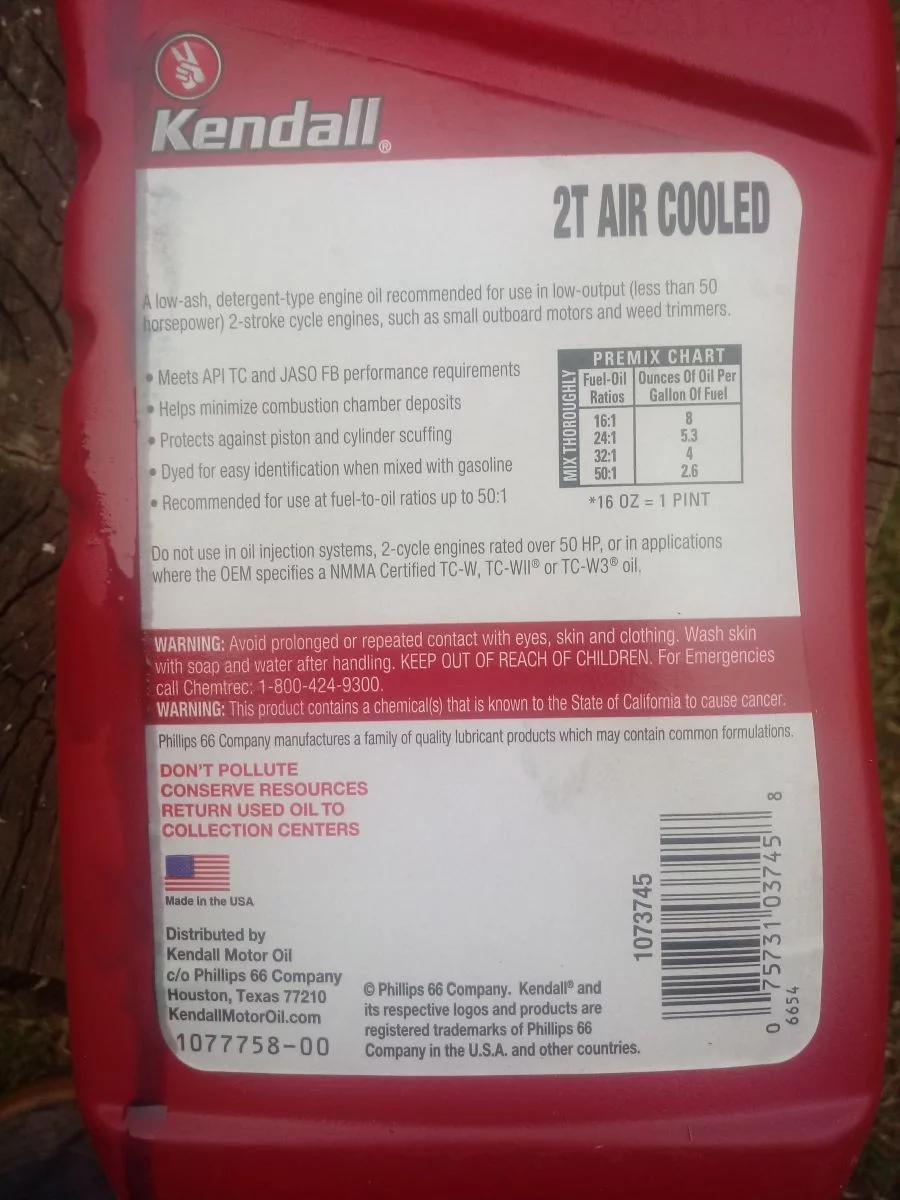 Kendall®
2T AIR COOLED
A low-ash, detergent-type engine oil recommended for use in low-output (less than 50
horsepower) 2-stroke cycle engines, such as small outboard motors and weed trimmers.
• Meets API TC and JASO FB performance requirements
• Helps minimize combustion chamber deposits
• Protects against piston and cylinder scuffing
• Dyed for easy identification when mixed with gasoline
• Recommended for use at fuel-to-oil ratios up to 50:1
MIX THOROUGHLY
PREMIX CHART
Fuel-Oil Ounces Of Oil Per
Ratios Gallon Of Fuel
16:1 8
24:1 5.3
32:1 4
50:1 2.6
*16 OZ = 1 PINT
Do not use in oil injection systems, 2-cycle engines rated over 50 HP, or in applications
where the OEM specifies a NMMA Certified TC-W, TC-WII® or TC-W3® oil.
WARNING: Avoid prolonged or repeated contact with eyes, skin and clothing. Wash skin
with soap and water after handling. KEEP OUT OF REACH OF CHILDREN. For Emergencies
call Chemtrec: 1-800-424-9300.
WARNING: This product contains a chemical(s) that is known to the State of California to cause cancer.
Phillips 66 Company manufactures a family of quality lubricant products which may contain common formulations.
DON'T POLLUTE
CONSERVE RESOURCES
RETURN USED OIL TO
COLLECTION CENTERS
Made in the USA
Distributed by
Kendall Motor Oil
c/o Phillips 66 Company
Houston, Texas 77210
KendallMotorOil.com
1077758-00
© Phillips 66 Company. Kendall® and
its respective logos and products are
registered trademarks of Phillips 66
Company in the U.S.A. and other countries.
1073745
0 75731 03745 8
6654